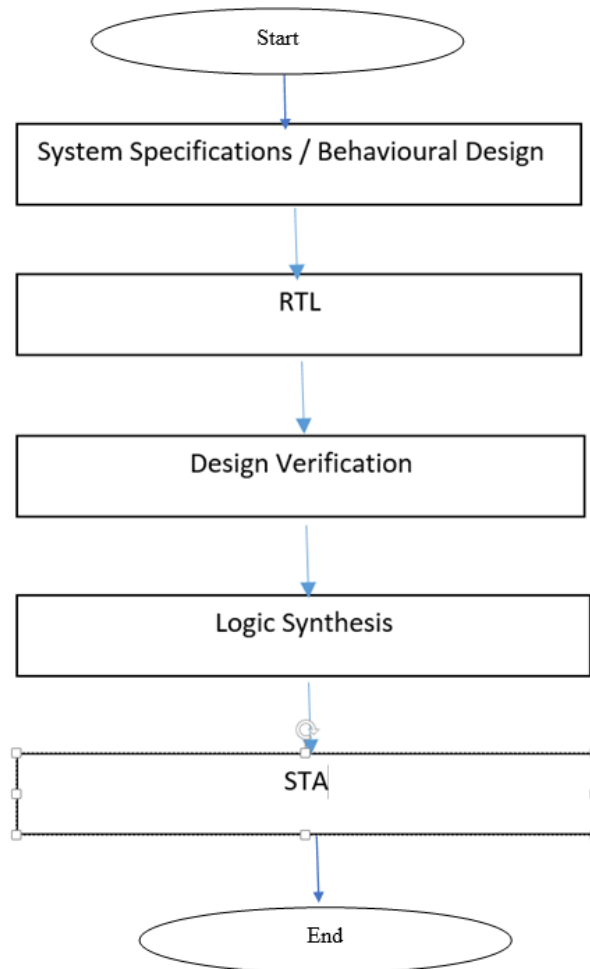 Start
System Specifications / Behavioural Design
RTL
Design Verification
Logic Synthesis
STA
End